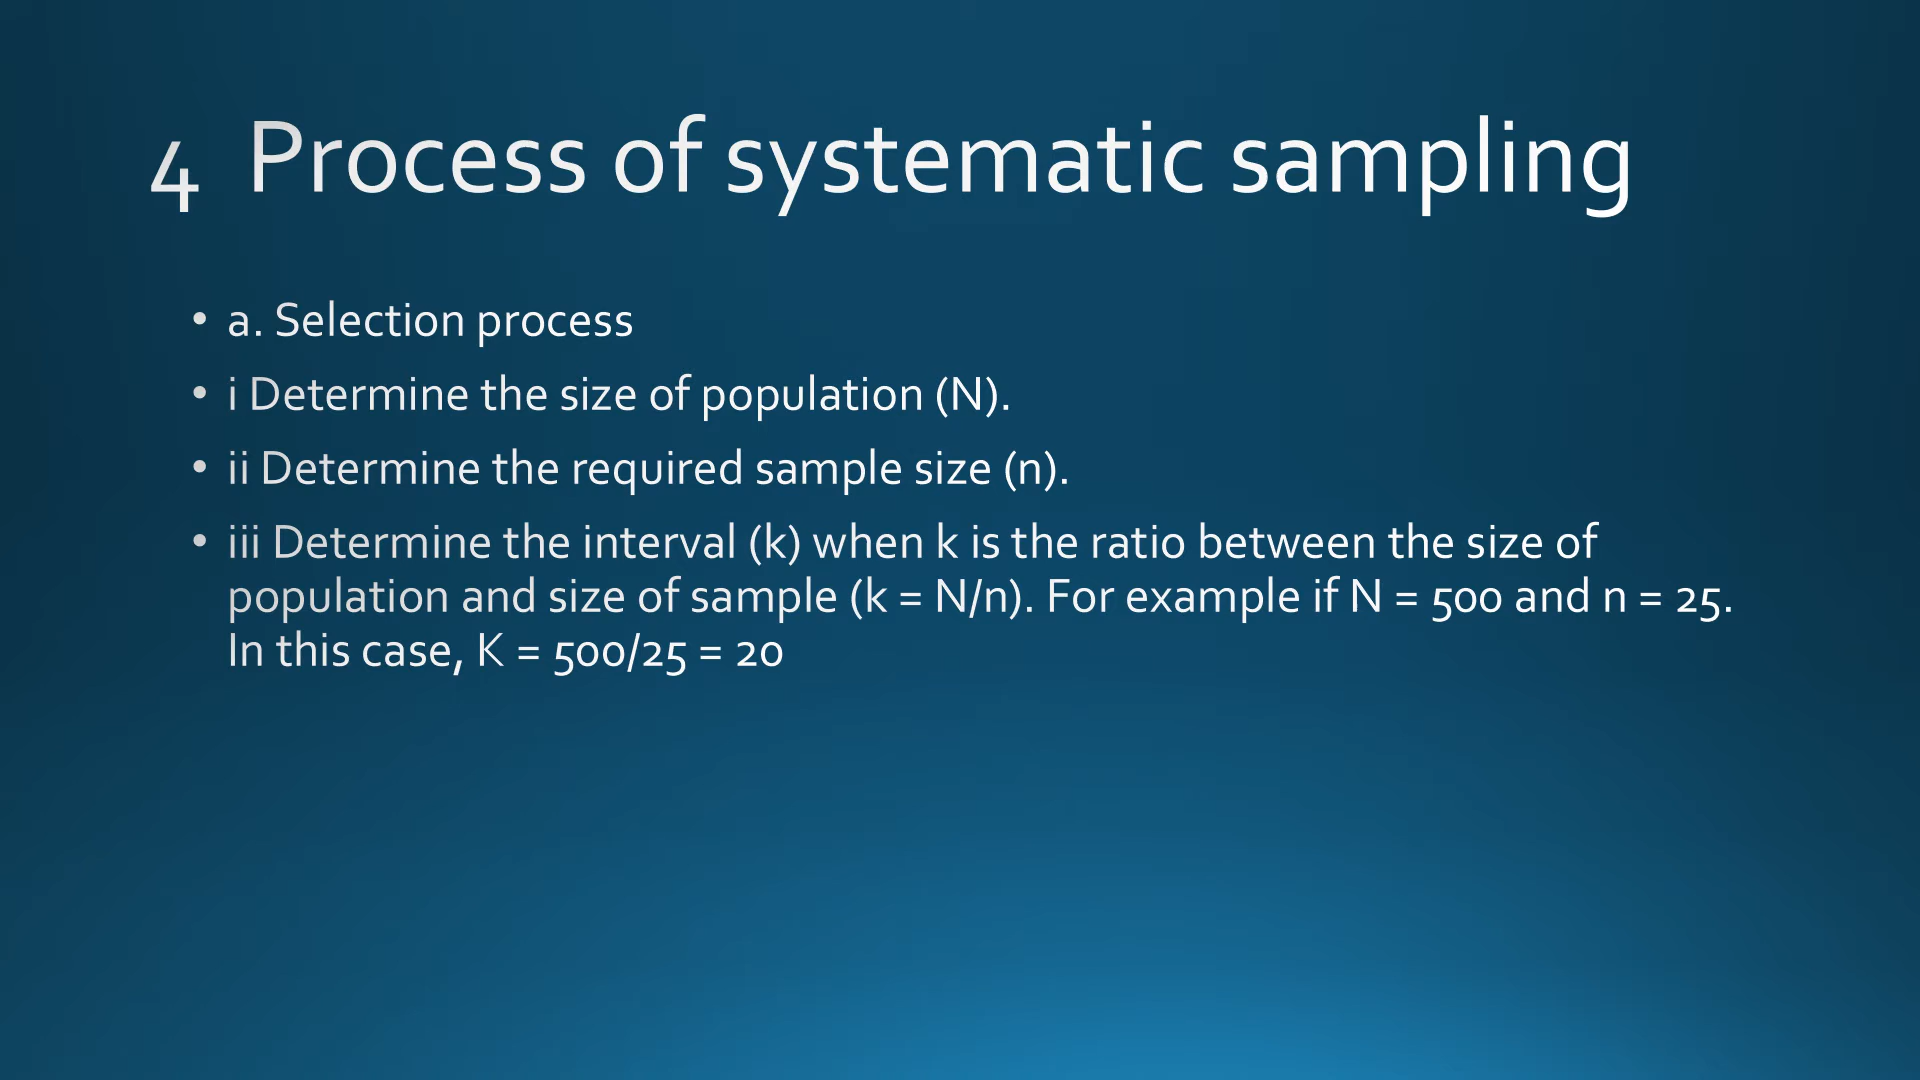 4 Process of systematic sampling
• a. Selection process
• i Determine the size of population (N).
• ii Determine the required sample size (n).
• iii Determine the interval (k) when k is the ratio between the size of
population and size of sample (k = N/n). For example if N = 500 and n = 25.
In this case, K = 500/25 = 20